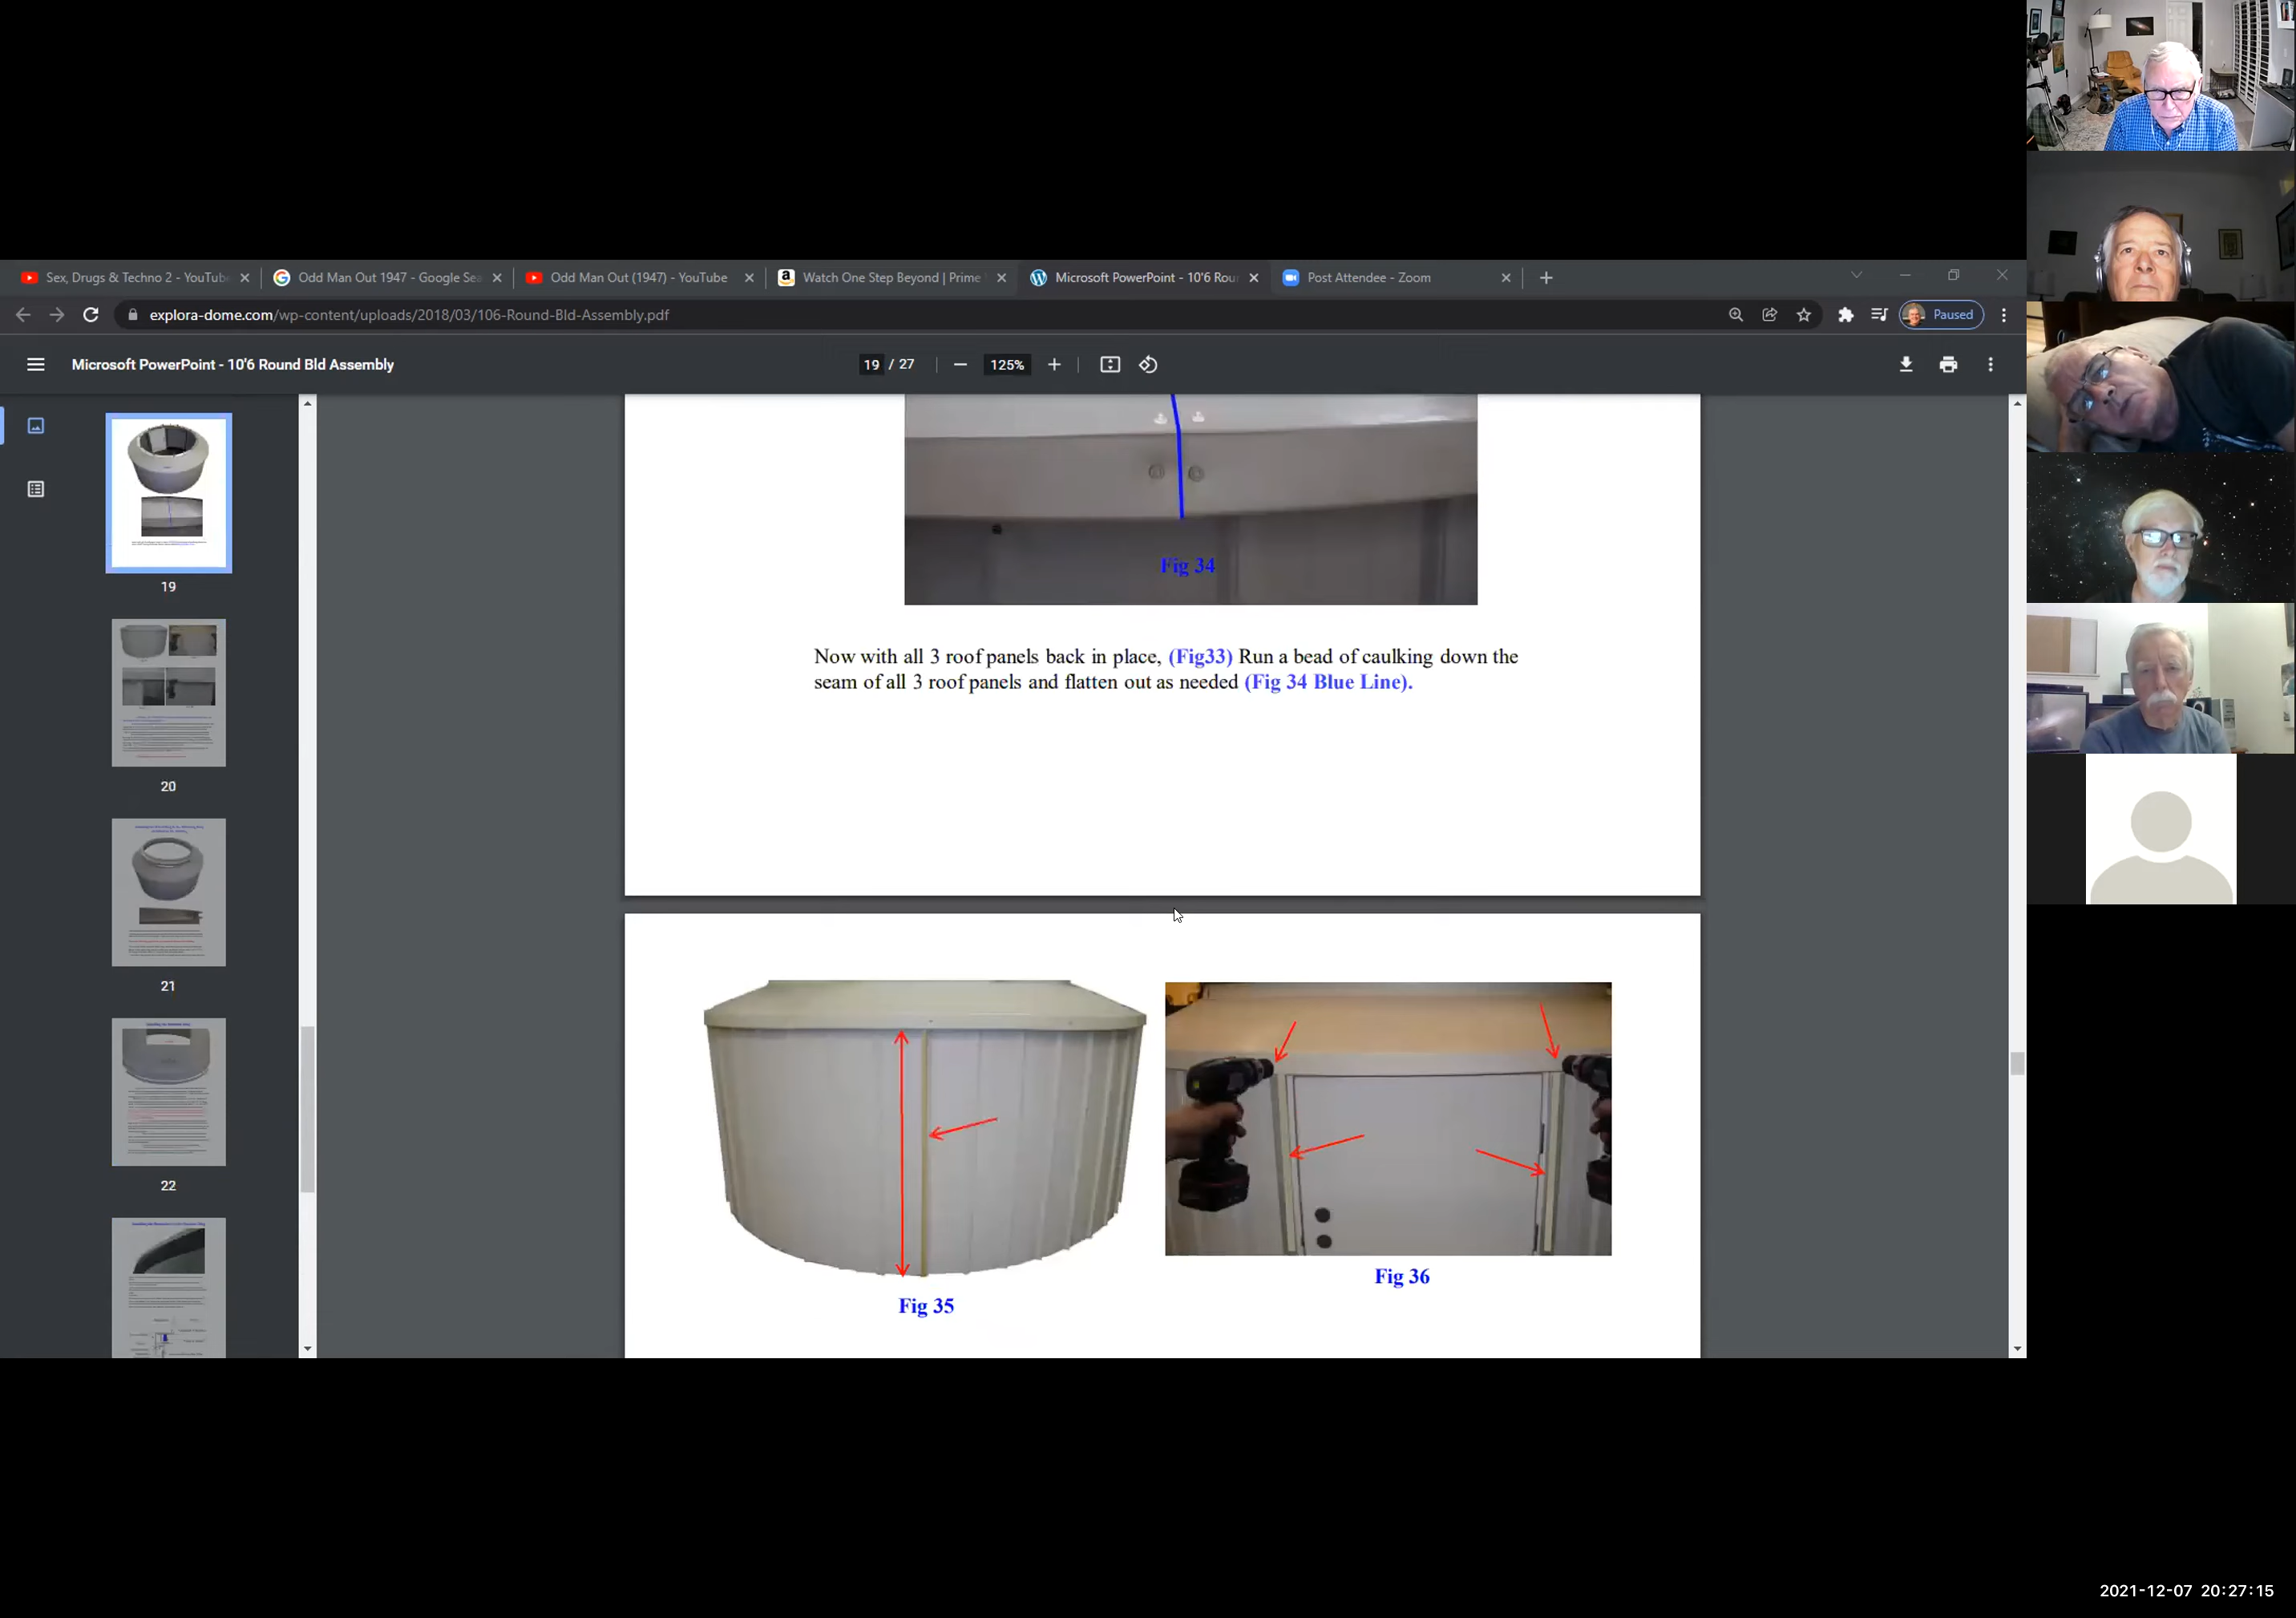 Sex, Drugs & Techno 2 - YouTub
Odd Man Out 1947 - Google Sea
Odd Man Out (1947) - YouTube
Watch One Step Beyond | Prime
Microsoft PowerPoint - 10'6 Rou
Post Attendee - Zoom
explora-dome.com/wp-content/uploads/2018/03/106-Round-Bld-Assembly.pdf
Paused
Microsoft PowerPoint - 10'6 Round Bld Assembly
19 / 27
125%
19
20
21
22
Fig 34
Now with all 3 roof panels back in place, (Fig33) Run a bead of caulking down the
seam of all 3 roof panels and flatten out as needed (Fig 34 Blue Line).
Fig 35
Fig 36
2021-12-07 20:27:15